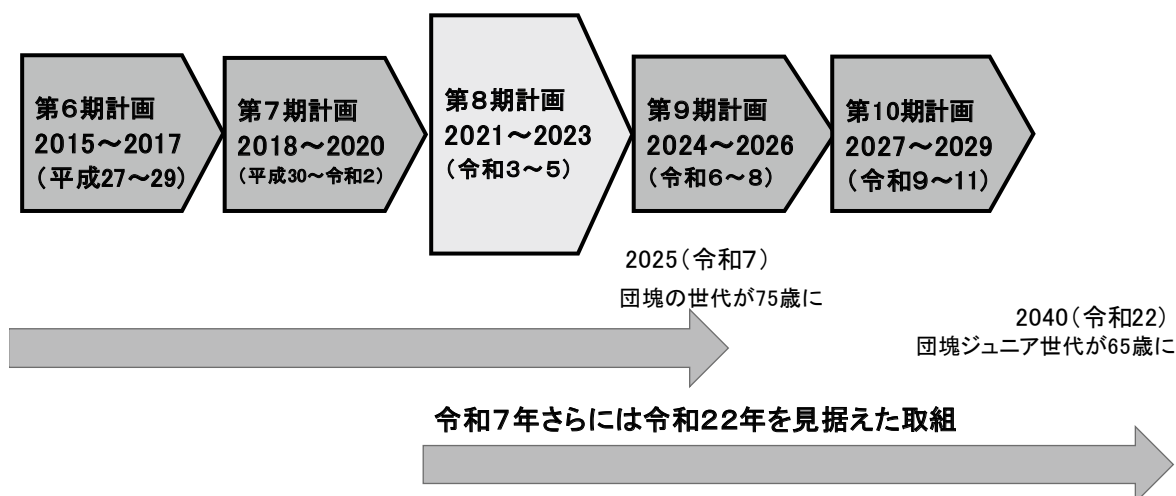 第6期計画
2015～2017
（平成27～29）
第7期計画
2018～2020
（平成30～令和2）
第8期計画
2021～2023
（令和3～5）
第9期計画
2024～2026
（令和6～8）
第10期計画
2027～2029
（令和9～11）
2025（令和7）
団塊の世代が75歳に
2040（令和22）
団塊ジュニア世代が65歳に
令和7年さらには令和22年を見据えた取組